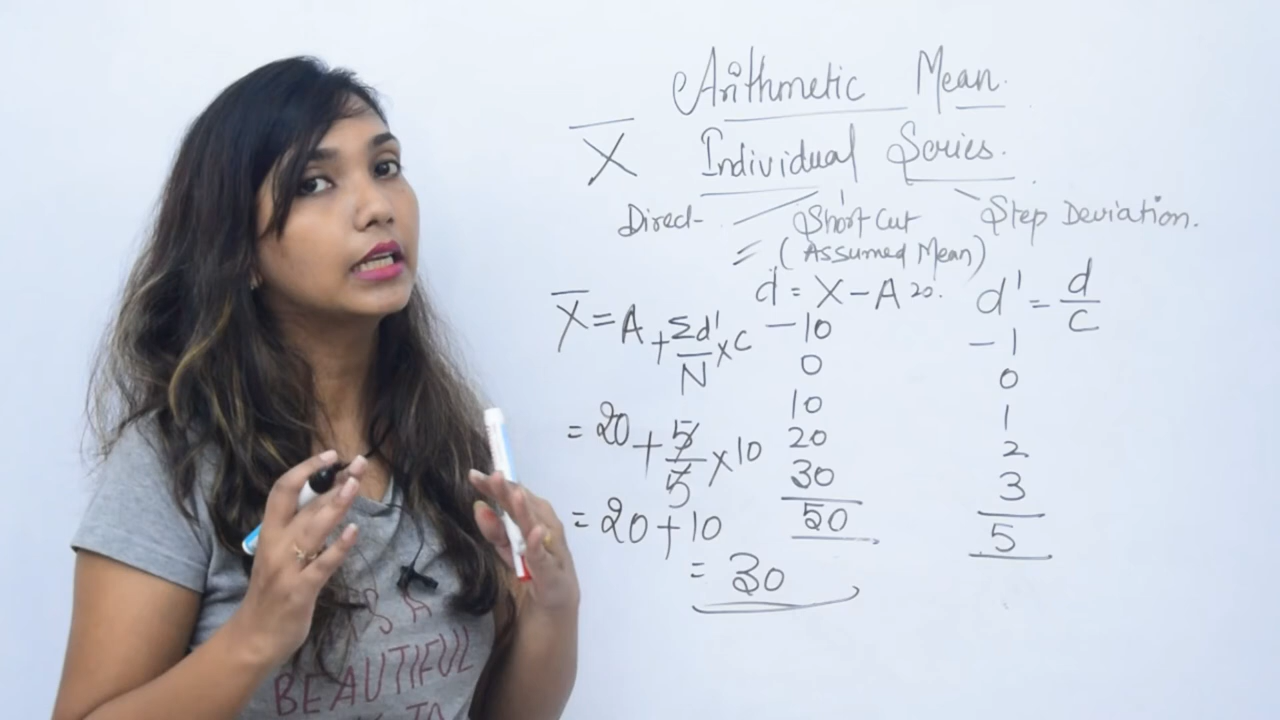 Arithmetic Mean.
X̅ Individual Series.
Direct Short Cut Step Deviation.
= (Assumed Mean)
d = X - A 20. d' = d/c
X̅ = A + Σd'/N × C
-10 -1
0 0
10 1
= 20 + 5/5 × 10 20 2
30 3
= 20 + 10 50 5
= 30
BEAUTIFUL